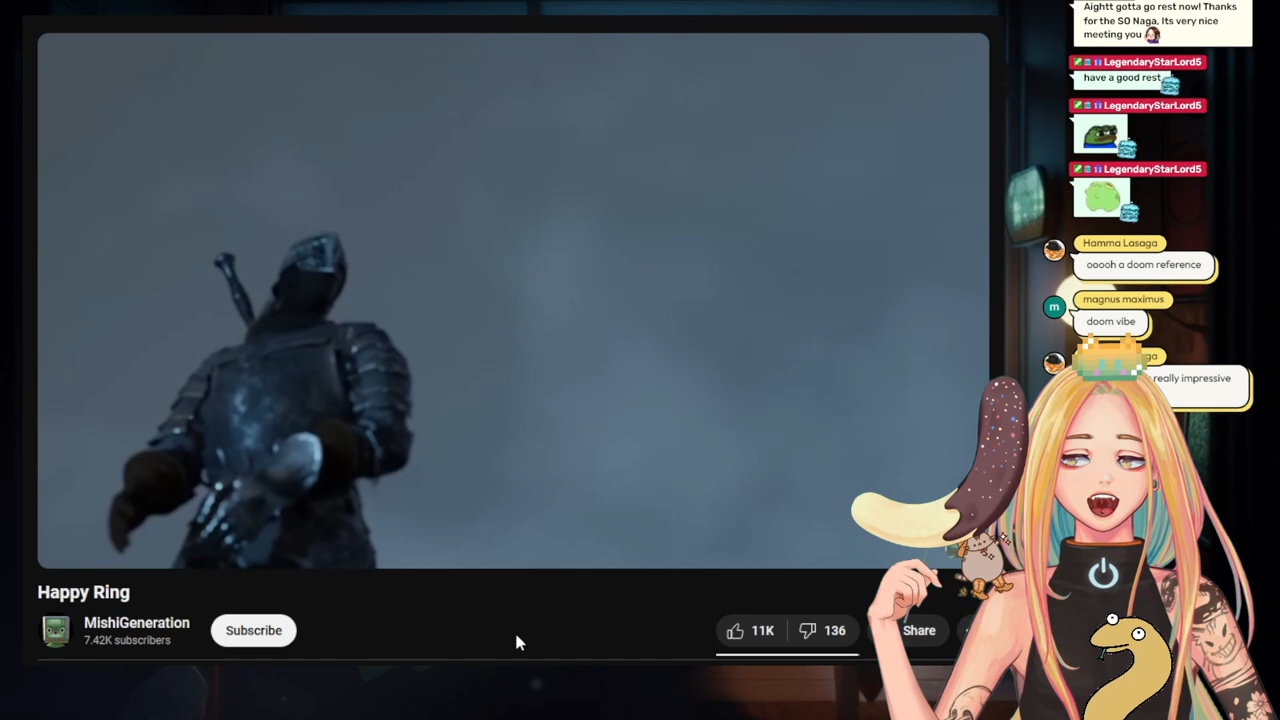 Aightt gotta go rest now! Thanks
for the SO Naga, Its very nice
meeting you
LegendaryStarLord5
have a good rest
LegendaryStarLord5
LegendaryStarLord5
Hamma Lasaga
ooooh a doom reference
magnus maximus
m
doom vibe
ga
really impressive
Happy Ring
MishiGeneration
7.42K subscribers
Subscribe
11K
136
Share